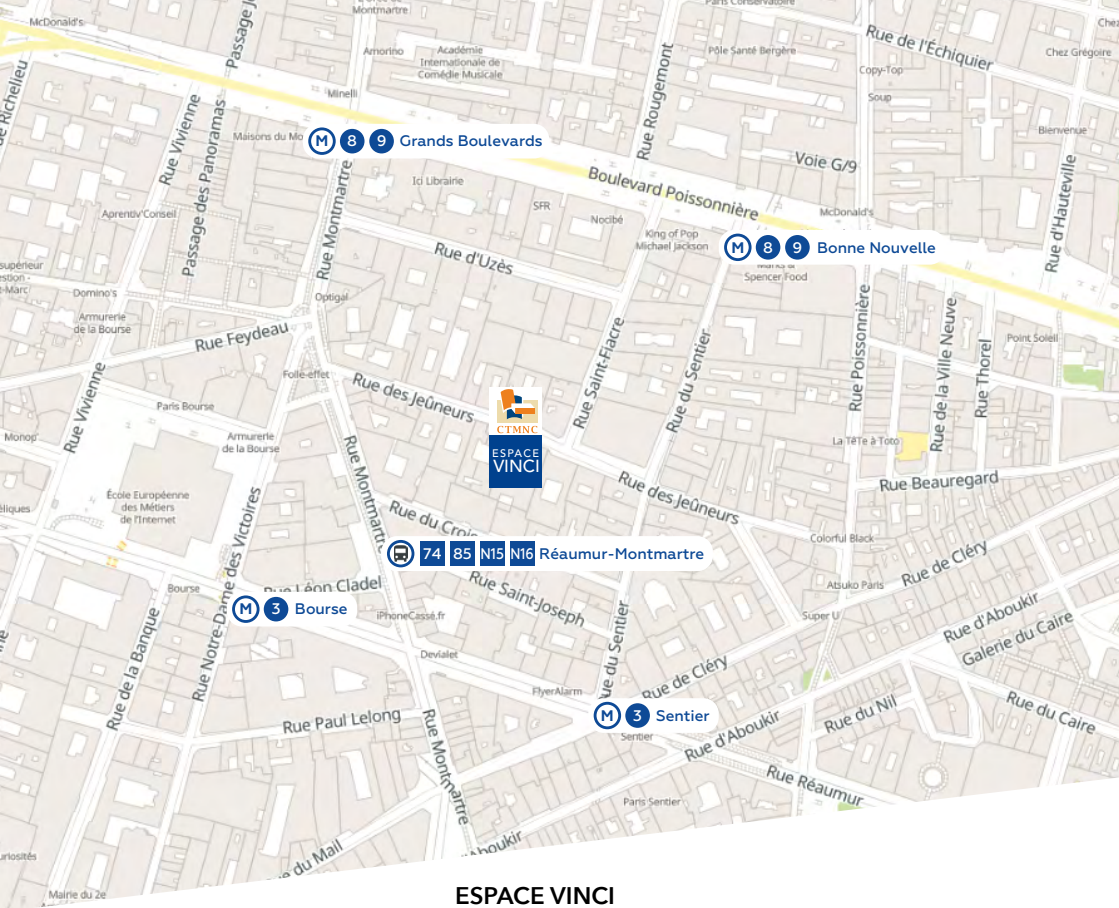 McDonald's
Montmartre
Passage
Rue de l'Échiquier
Chez Grégoire
Amorino
Académie
Internationale de
Comédie Musicale
Pôle Santé Bergère
Copy-Top
Richelieu
Minelli
Soup
Rue Vivienne
Passage des Panoramas
Rue Rougemont
Maisons du Mo
M 8 9 Grands Boulevards
Bienvenue
Voie G/9
Ici Librairie
Boulevard Poissonnière
Rue d'Hauteville
SFR
Nocibé
McDonald's
Aprentiv'Conseil
Rue Montmartre
King of Pop
Michael Jackson
M 8 9 Bonne Nouvelle
Rue d'Uzès
Spencer Food
Domino's
Optigal
Armurerie
de la Bourse
Rue Feydeau
Rue Saint-Fiacre
Rue du Sentier
Rue Poissonnière
Rue de la Ville Neuve
Rue Thorel
Point Soleil
Folle-effet
Rue des Jeûneurs
Rue Vivienne
Paris Bourse
CTMNC
ESPACE
VINCI
Monop'
Armurerie
de la Bourse
La TêTe à Toto
Rue Montmartre
Rue Beauregard
École Européenne
des Métiers
de l'Internet
Rue des Jeûneurs
Rue du Crois
Rue Notre-Dame des Victoires
Colorful Black
74 85 N15 N16 Réaumur-Montmartre
Rue de Cléry
Bourse
Rue Léon Cladel
Rue Saint-Joseph
Atsuko Paris
M 3 Bourse
iPhoneCassé.fr
Super U
Rue d'Aboukir
Galerie du Caire
Rue de la Banque
Devialet
Rue du Sentier
Rue de Cléry
FlyerAlarm
M 3 Sentier
Sentier
Rue Paul Lelong
Rue du Nil
Rue du Caire
Rue d'Aboukir
Rue Montmartre
Rue Réaumur
Paris Sentier
d'Aboukir
e du Mail
Mairie du 2e
ESPACE VINCI